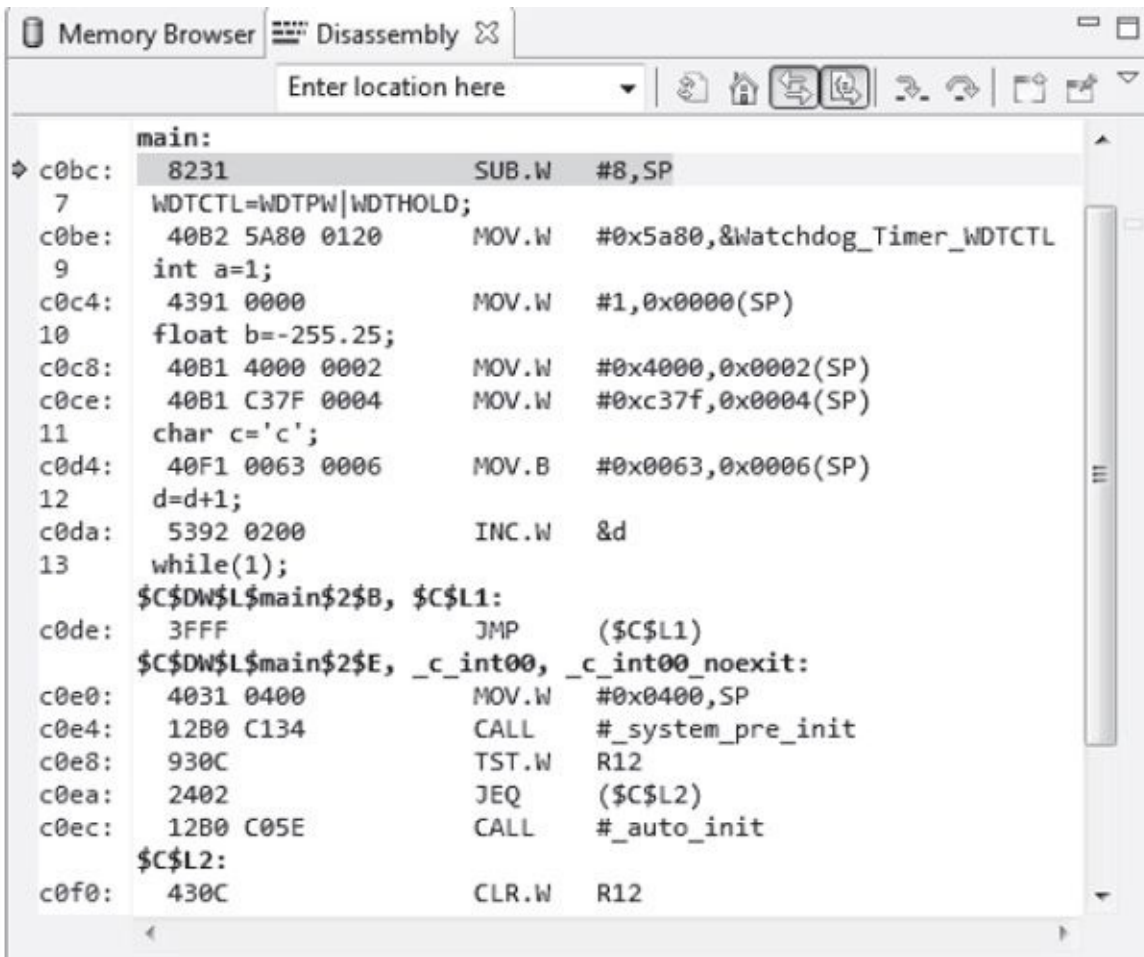 Memory Browser Disassembly
Enter location here
main:
c0bc: 8231 SUB.W #8,SP
7 WDTCTL=WDTPW|WDTHOLD;
c0be: 40B2 5A80 0120 MOV.W #0x5a80,&Watchdog_Timer_WDTCTL
9 int a=1;
c0c4: 4391 0000 MOV.W #1,0x0000(SP)
10 float b=-255.25;
c0c8: 40B1 4000 0002 MOV.W #0x4000,0x0002(SP)
c0ce: 40B1 C37F 0004 MOV.W #0xc37f,0x0004(SP)
11 char c='c';
c0d4: 40F1 0063 0006 MOV.B #0x0063,0x0006(SP)
12 d=d+1;
c0da: 5392 0200 INC.W &d
13 while(1);
$C$DW$L$main$2$B, $C$L1:
c0de: 3FFF JMP ($C$L1)
$C$DW$L$main$2$E, _c_int00, _c_int00_noexit:
c0e0: 4031 0400 MOV.W #0x0400,SP
c0e4: 12B0 C134 CALL #_system_pre_init
c0e8: 930C TST.W R12
c0ea: 2402 JEQ ($C$L2)
c0ec: 12B0 C05E CALL #_auto_init
$C$L2:
c0f0: 430C CLR.W R12